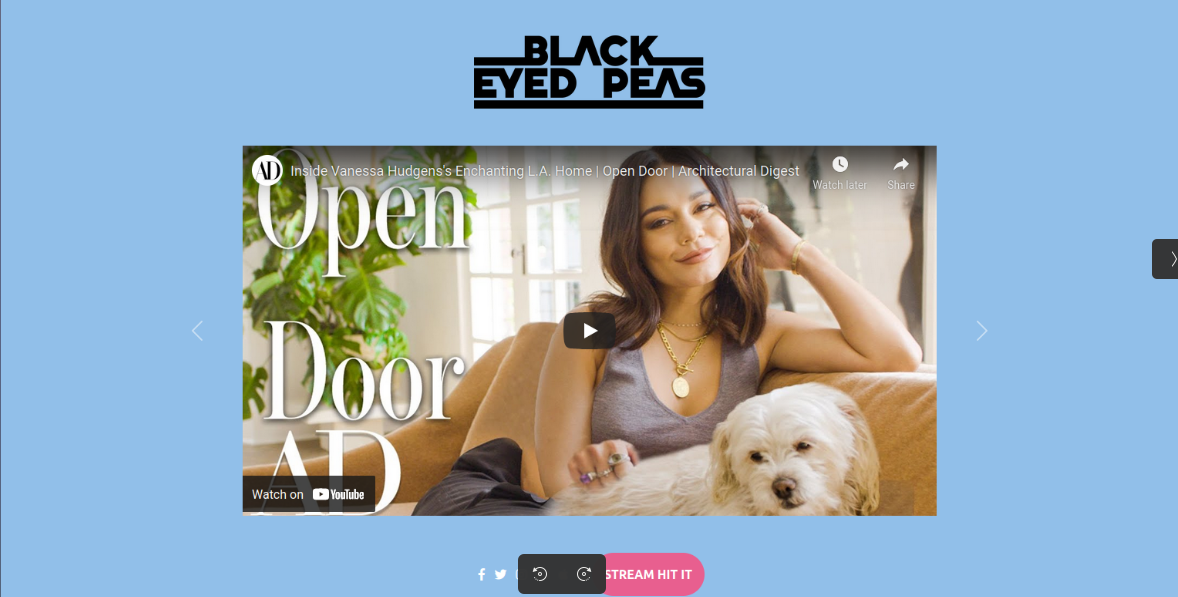 BLACK
EYED PEAS
AD
Inside Vanessa Hudgens's Enchanting L.A. Home | Open Door | Architectural Digest
Watch later
Share
Open
Door
AD
Watch on YouTube
STREAM HIT IT